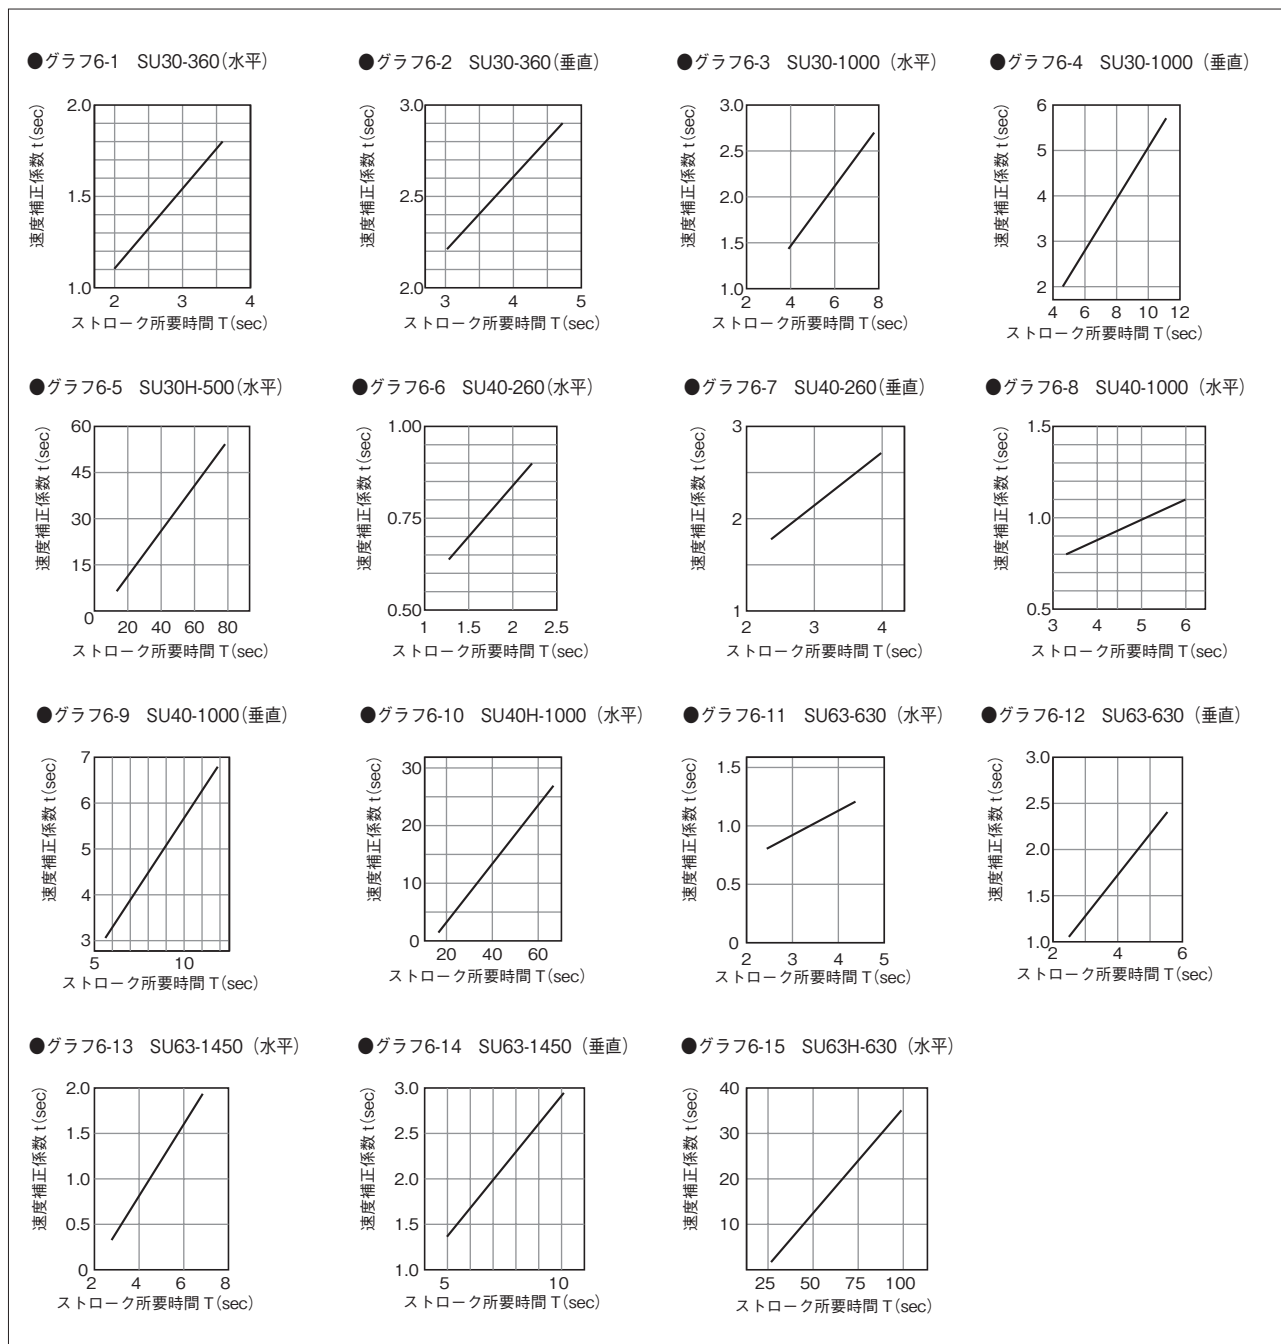 ●グラフ6-1　SU30-360(水平)
速度補正係数 t(sec)
2.0
1.5
1.0
2 3 4
ストローク所要時間 T(sec)
●グラフ6-2　SU30-360(垂直)
速度補正係数 t(sec)
3.0
2.5
2.0
3 4 5
ストローク所要時間 T(sec)
●グラフ6-3　SU30-1000（水平）
速度補正係数 t(sec)
3.0
2.5
2.0
1.5
1.0
2 4 6 8
ストローク所要時間 T(sec)
●グラフ6-4　SU30-1000（垂直）
速度補正係数 t(sec)
6
5
4
3
2
4 6 8 10 12
ストローク所要時間 T(sec)
●グラフ6-5　SU30H-500(水平)
速度補正係数 t(sec)
60
45
30
15
0 20 40 60 80
ストローク所要時間 T(sec)
●グラフ6-6　SU40-260(水平)
速度補正係数 t(sec)
1.00
0.75
0.50
1 1.5 2 2.5
ストローク所要時間 T(sec)
●グラフ6-7　SU40-260(垂直)
速度補正係数 t(sec)
3
2
1
2 3 4
ストローク所要時間 T(sec)
●グラフ6-8　SU40-1000（水平）
速度補正係数 t(sec)
1.5
1.0
0.5
3 4 5 6
ストローク所要時間 T(sec)
●グラフ6-9　SU40-1000(垂直)
速度補正係数 t(sec)
7
6
5
4
3
5 10
ストローク所要時間 T(sec)
●グラフ6-10　SU40H-1000（水平）
速度補正係数 t(sec)
30
20
10
0
20 40 60
ストローク所要時間 T(sec)
●グラフ6-11　SU63-630（水平）
速度補正係数 t(sec)
1.5
1.0
0.5
0
2 3 4 5
ストローク所要時間 T(sec)
●グラフ6-12　SU63-630（垂直）
速度補正係数 t(sec)
3.0
2.5
2.0
1.5
1.0
2 4 6
ストローク所要時間 T(sec)
●グラフ6-13　SU63-1450（水平）
速度補正係数 t(sec)
2.0
1.5
1.0
0.5
0
2 4 6 8
ストローク所要時間 T(sec)
●グラフ6-14　SU63-1450（垂直）
速度補正係数 t(sec)
3.0
2.5
2.0
1.5
1.0
5 10
ストローク所要時間 T(sec)
●グラフ6-15　SU63H-630（水平）
速度補正係数 t(sec)
40
30
20
10
25 50 75 100
ストローク所要時間 T(sec)